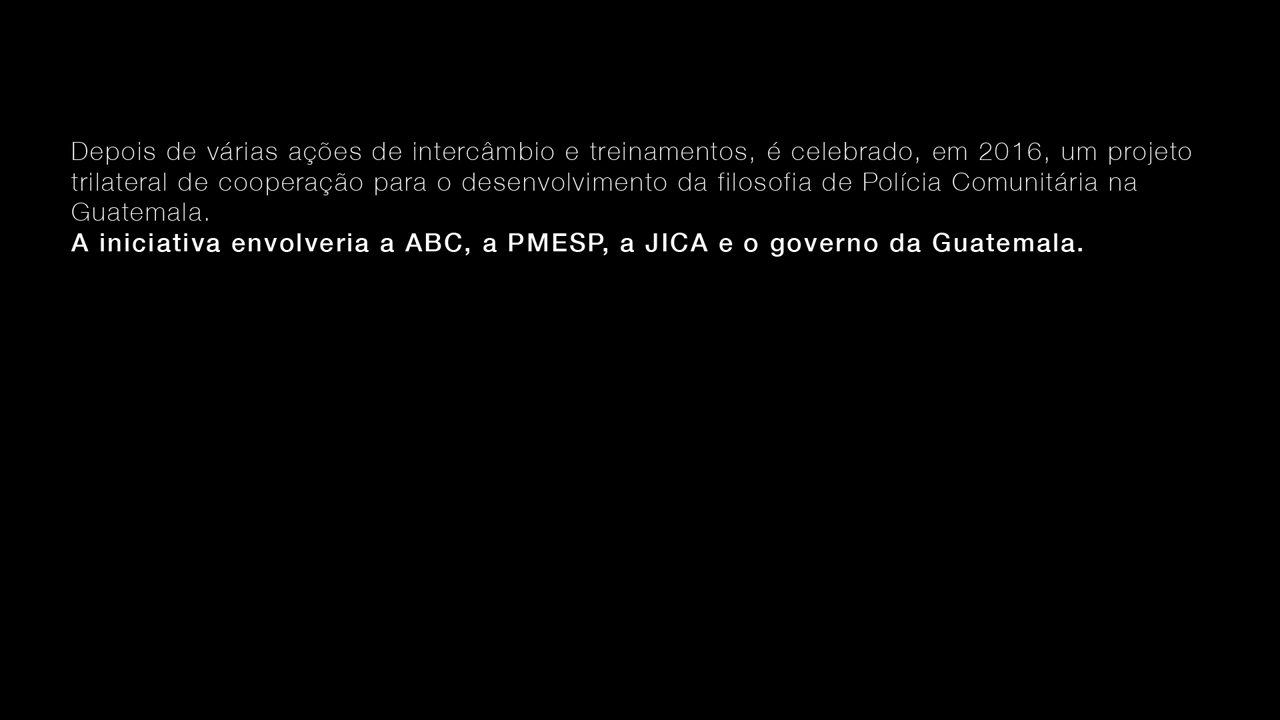 Depois de várias ações de intercâmbio e treinamentos, é celebrado, em 2016, um projeto
trilateral de cooperação para o desenvolvimento da filosofia de Polícia Comunitária na
Guatemala.
A iniciativa envolveria a ABC, a PMESP, a JICA e o governo da Guatemala.